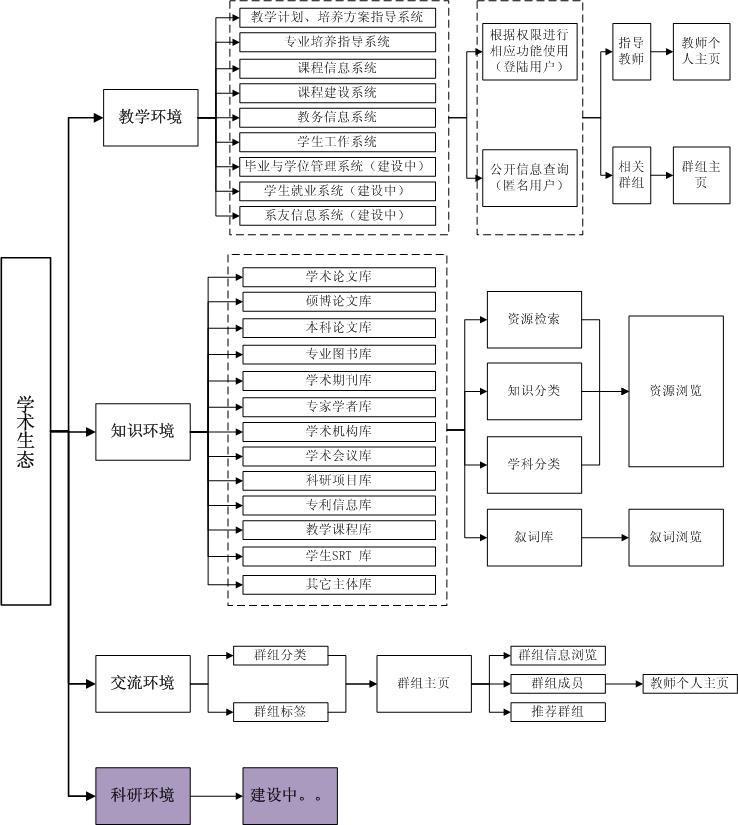 学术生态
教学环境
教学计划、培养方案指导系统
专业培养指导系统
课程信息系统
课程建设系统
教务信息系统
学生工作系统
毕业与学位管理系统（建设中）
学生就业系统（建设中）
系友信息系统（建设中）
根据权限进行
相应功能使用
（登陆用户）
公开信息查询
（匿名用户）
指导
教师
教师个
人主页
相关
群组
群组主
页
知识环境
学术论文库
硕博论文库
本科论文库
专业图书库
学术期刊库
专家学者库
学术机构库
学术会议库
科研项目库
专利信息库
教学课程库
学生SRT 库
其它主体库
资源检索
知识分类
学科分类
叙词库
资源浏览
叙词浏览
交流环境
群组分类
群组标签
群组主页
群组信息浏览
群组成员
推荐群组
教师个人主页
科研环境
建设中。。